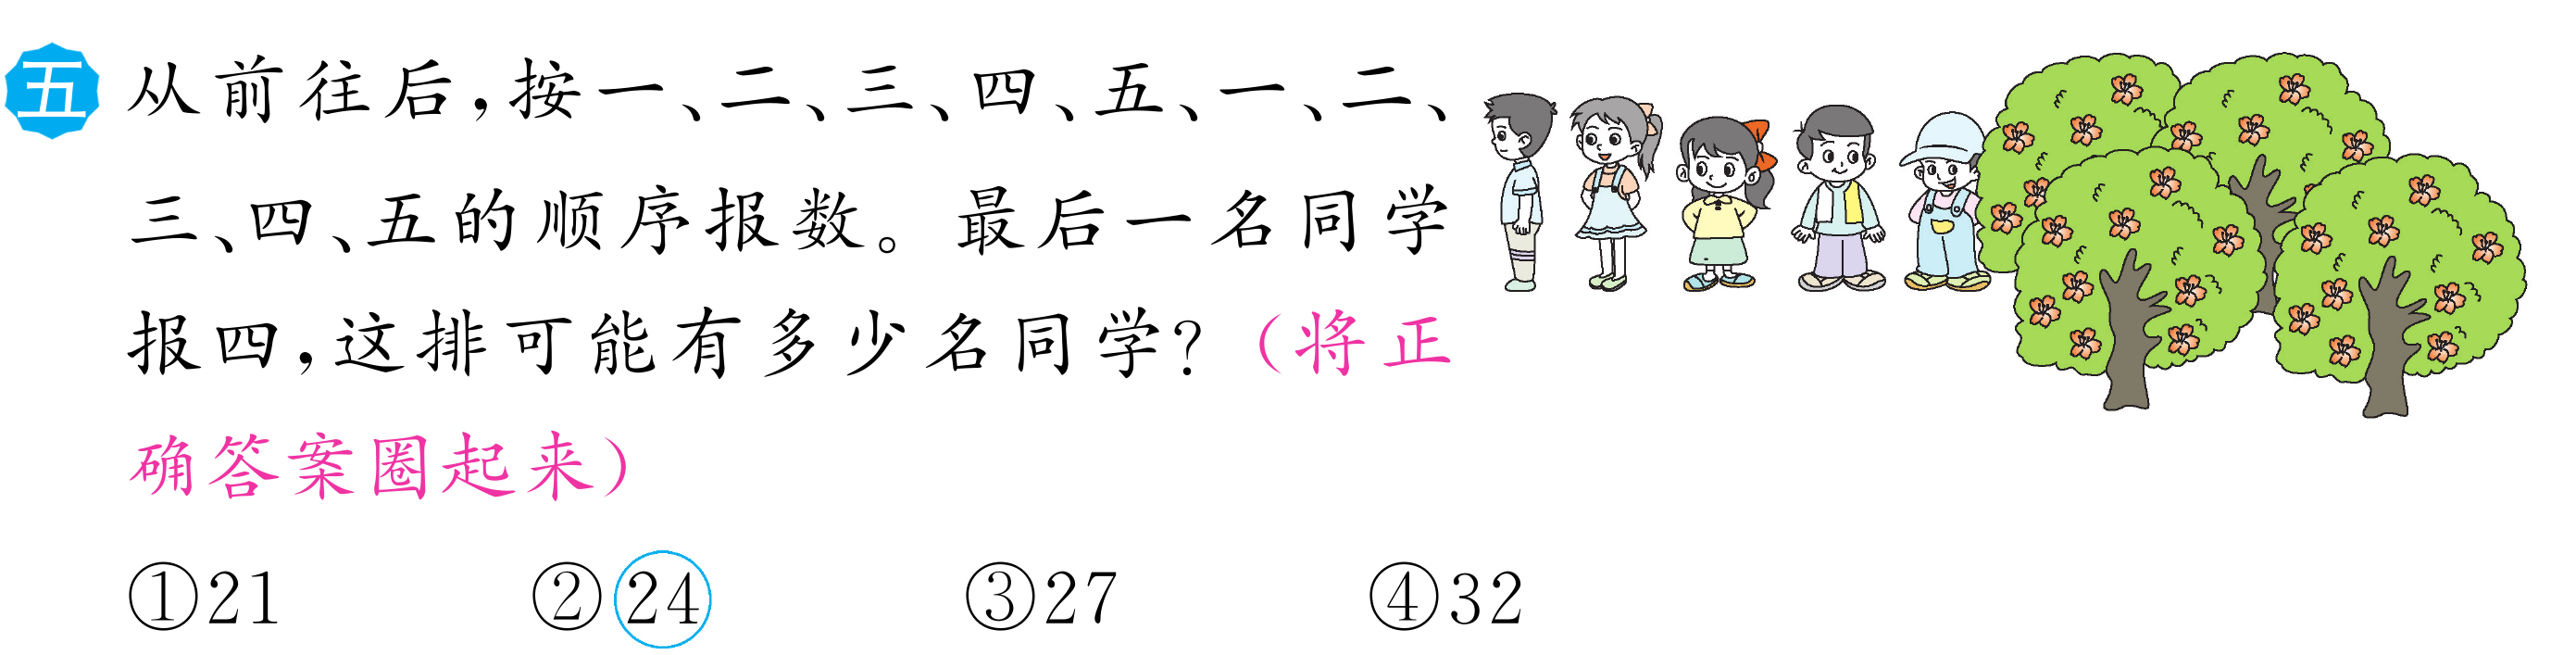 五 从前往后,按一、二、三、四、五、一、二、
三、四、五的顺序报数。最后一名同学
报四,这排可能有多少名同学?(将正
确答案圈起来)
①21 ②24 ③27 ④32